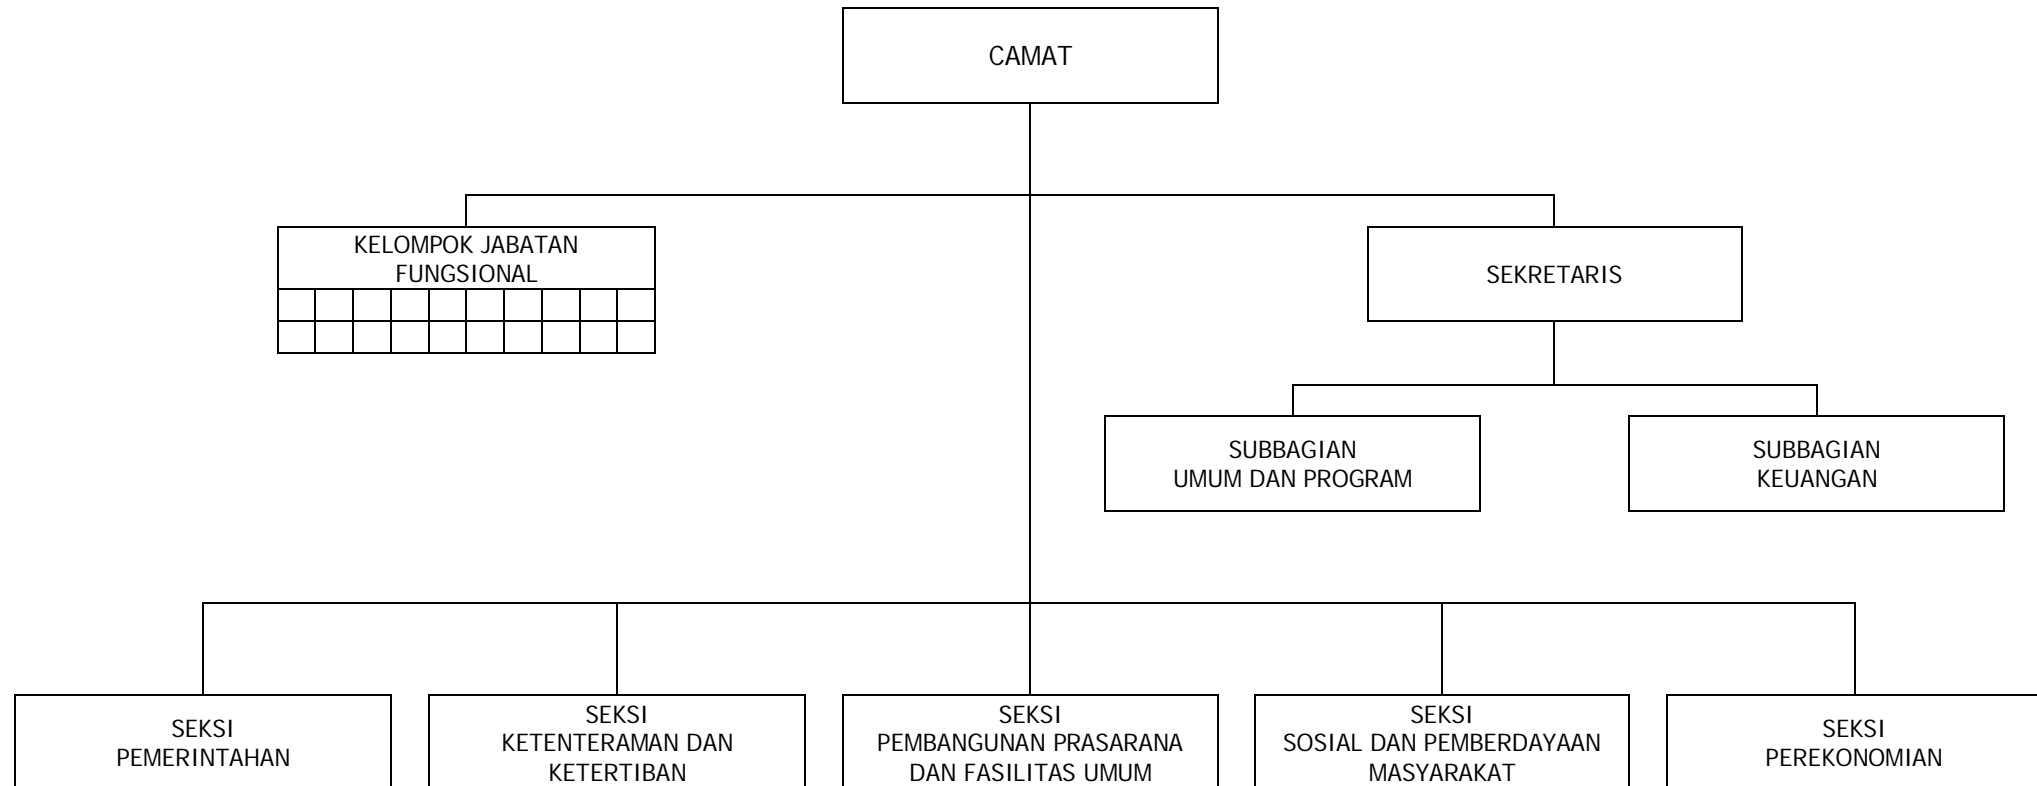 CAMAT
KELOMPOK JABATAN
FUNGSIONAL
SEKRETARIS
SUBBAGIAN
UMUM DAN PROGRAM
SUBBAGIAN
KEUANGAN
SEKSI
PEMERINTAHAN
SEKSI
KETENTERAMAN DAN
KETERTIBAN
SEKSI
PEMBANGUNAN PRASARANA
DAN FASILITAS UMUM
SEKSI
SOSIAL DAN PEMBERDAYAAN
MASYARAKAT
SEKSI
PEREKONOMIAN